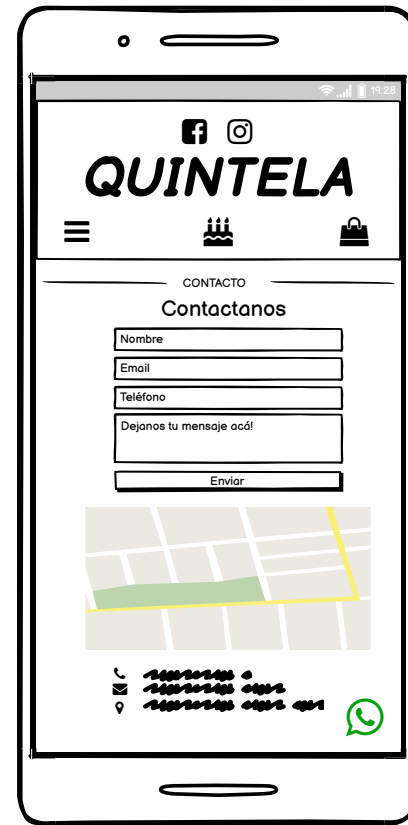 19:28
QUINTELA
CONTACTO
Contactanos
Nombre
Email
Teléfono
Dejanos tu mensaje acá!
Enviar